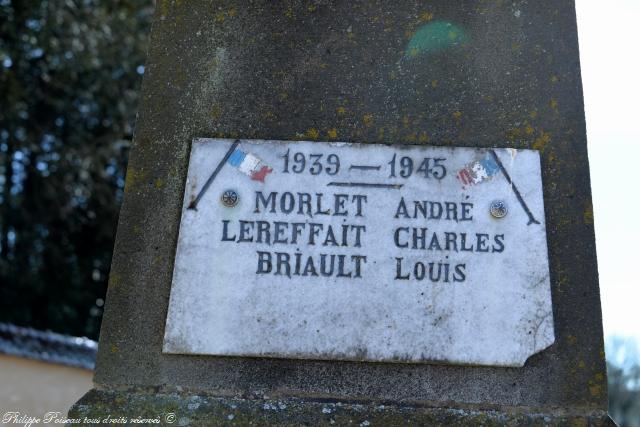 1939 — 1945
MORLET ANDRÉ
LEREFFAIT CHARLES
BRIAULT LOUIS
©Philippe Poiseau tous droits réservés©